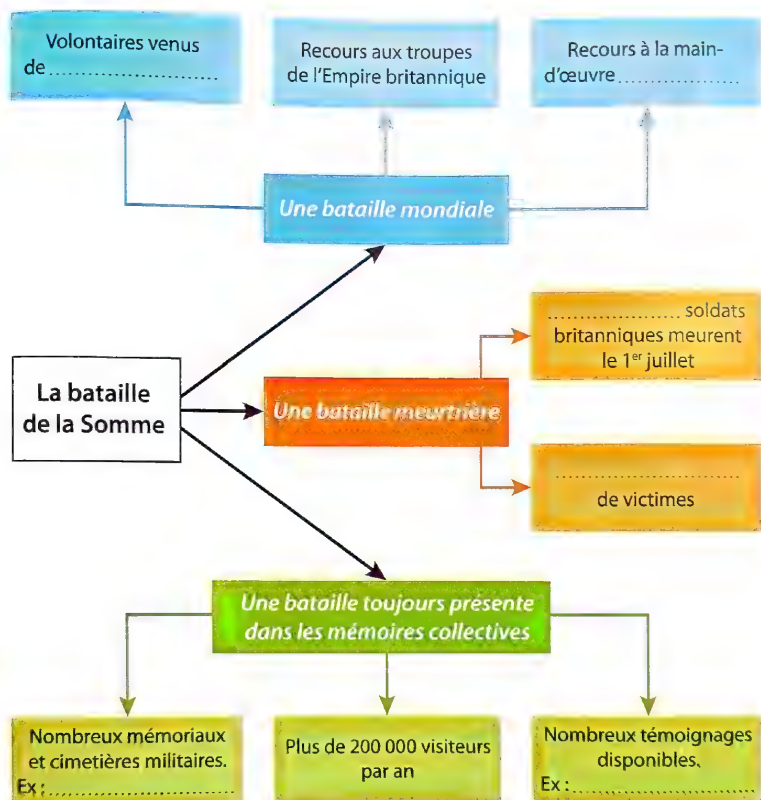 Volontaires venus
de ........................
Recours aux troupes
de l'Empire britannique
Recours à la main-
d'œuvre .................
Une bataille mondiale
.................... soldats
britanniques meurent
le 1er juillet
La bataille
de la Somme
Une bataille meurtrière
................................
de victimes
Une bataille toujours présente
dans les mémoires collectives
Nombreux mémoriaux
et cimetières militaires.
Ex : ..............................
Plus de 200 000 visiteurs
par an
Nombreux témoignages
disponibles.
Ex : ..............................